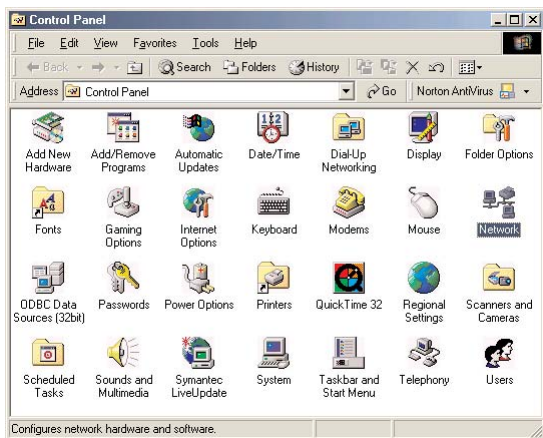 Control Panel
File Edit View Favorites Tools Help
Back Search Folders History
Address Control Panel Go Norton AntiVirus
Add New Hardware
Add/Remove Programs
Automatic Updates
Date/Time
Dial-Up Networking
Display
Folder Options
Fonts
Gaming Options
Internet Options
Keyboard
Modems
Mouse
Network
ODBC Data Sources (32bit)
Passwords
Power Options
Printers
QuickTime 32
Regional Settings
Scanners and Cameras
Scheduled Tasks
Sounds and Multimedia
Symantec LiveUpdate
System
Taskbar and Start Menu
Telephony
Users
Configures network hardware and software.